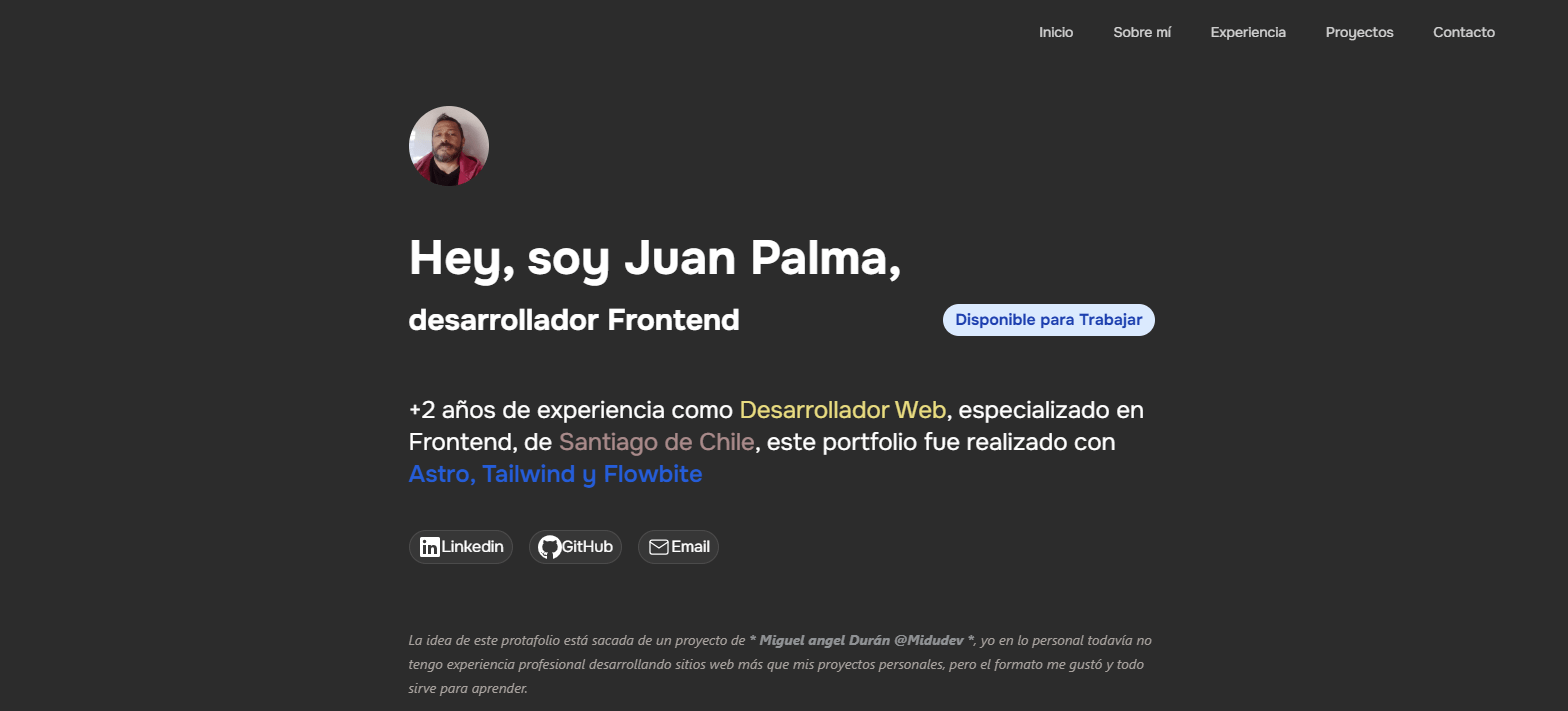 Inicio Sobre mí Experiencia Proyectos Contacto
Hey, soy Juan Palma,
desarrollador Frontend
Disponible para Trabajar
+2 años de experiencia como Desarrollador Web, especializado en
Frontend, de Santiago de Chile, este portfolio fue realizado con
Astro, Tailwind y Flowbite
Linkedin GitHub Email
La idea de este protafolio está sacada de un proyecto de * Miguel angel Durán @Midudev *, yo en lo personal todavía no
tengo experiencia profesional desarrollando sitios web más que mis proyectos personales, pero el formato me gustó y todo
sirve para aprender.